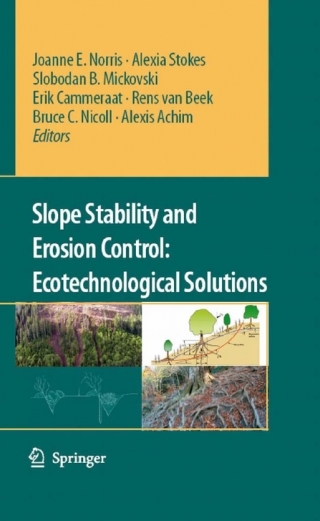 Joanne E. Norris · Alexia Stokes
Slobodan B. Mickovski
Erik Cammeraat · Rens van Beek
Bruce C. Nicoll · Alexis Achim
Editors
Slope Stability and
Erosion Control:
Ecotechnological Solutions
Springer